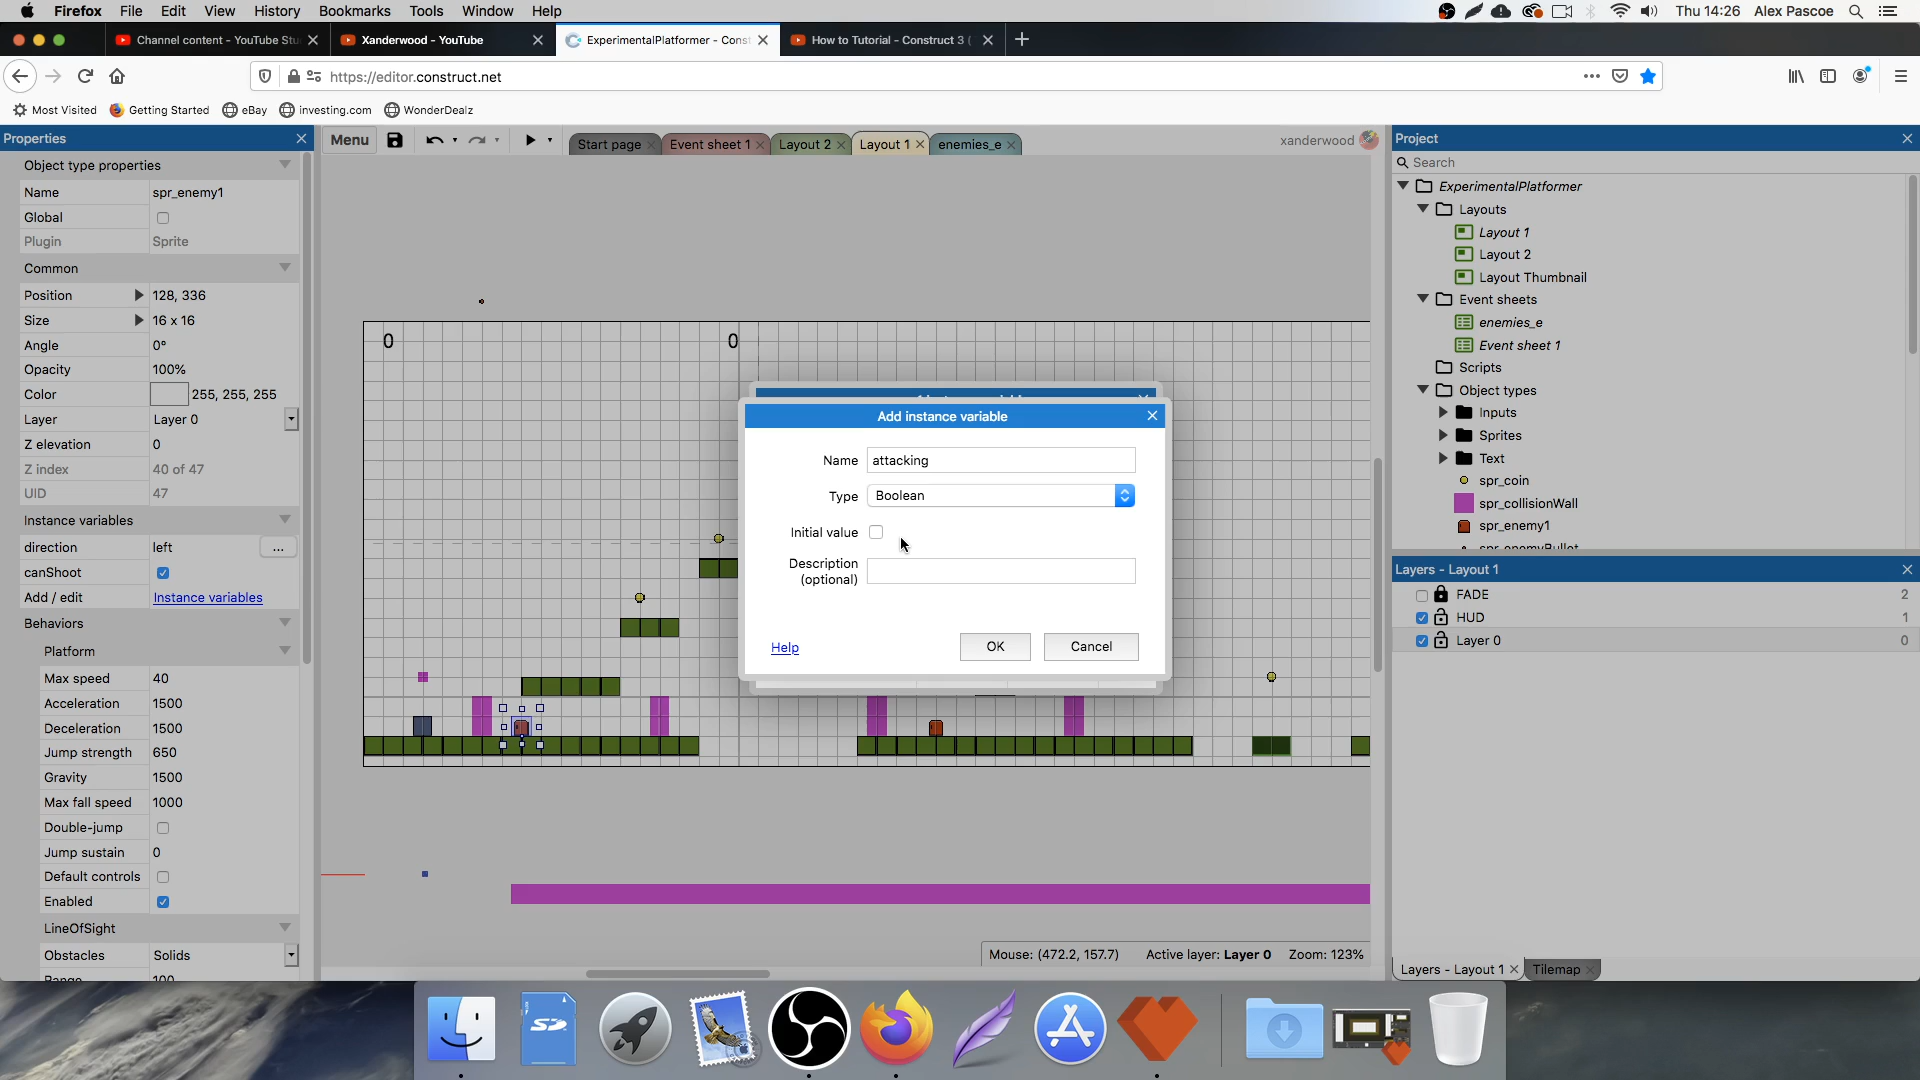 Firefox File Edit View History Bookmarks Tools Window Help
Thu 14:26 Alex Pascoe
Channel content - YouTube Stu
Xanderwood - YouTube
ExperimentalPlatformer - Const
How to Tutorial - Construct 3 (
https://editor.construct.net
Most Visited
Getting Started
eBay
investing.com
WonderDealz
Properties
Menu
Start page
Event sheet 1
Layout 2
Layout 1
enemies_e
xanderwood
Project
Object type properties
Name spr_enemy1
Global
Plugin Sprite
Common
Position 128, 336
Size 16 x 16
Angle 0°
Opacity 100%
Color 255, 255, 255
Layer Layer 0
Z elevation 0
Z index 40 of 47
UID 47
Instance variables
direction left ...
canShoot
Add / edit Instance variables
Behaviors
Platform
Max speed 40
Acceleration 1500
Deceleration 1500
Jump strength 650
Gravity 1500
Max fall speed 1000
Double-jump
Jump sustain 0
Default controls
Enabled
LineOfSight
Obstacles Solids
Range 100
0
0
Add instance variable
Name attacking
Type Boolean
Initial value
Description
(optional)
Help
OK
Cancel
Mouse: (472.2, 157.7) Active layer: Layer 0 Zoom: 123%
Search
ExperimentalPlatformer
Layouts
Layout 1
Layout 2
Layout Thumbnail
Event sheets
enemies_e
Event sheet 1
Scripts
Object types
Inputs
Sprites
Text
spr_coin
spr_collisionWall
spr_enemy1
spr_enemyBullet
Layers - Layout 1
FADE 2
HUD 1
Layer 0 0
Layers - Layout 1
Tilemap
SD